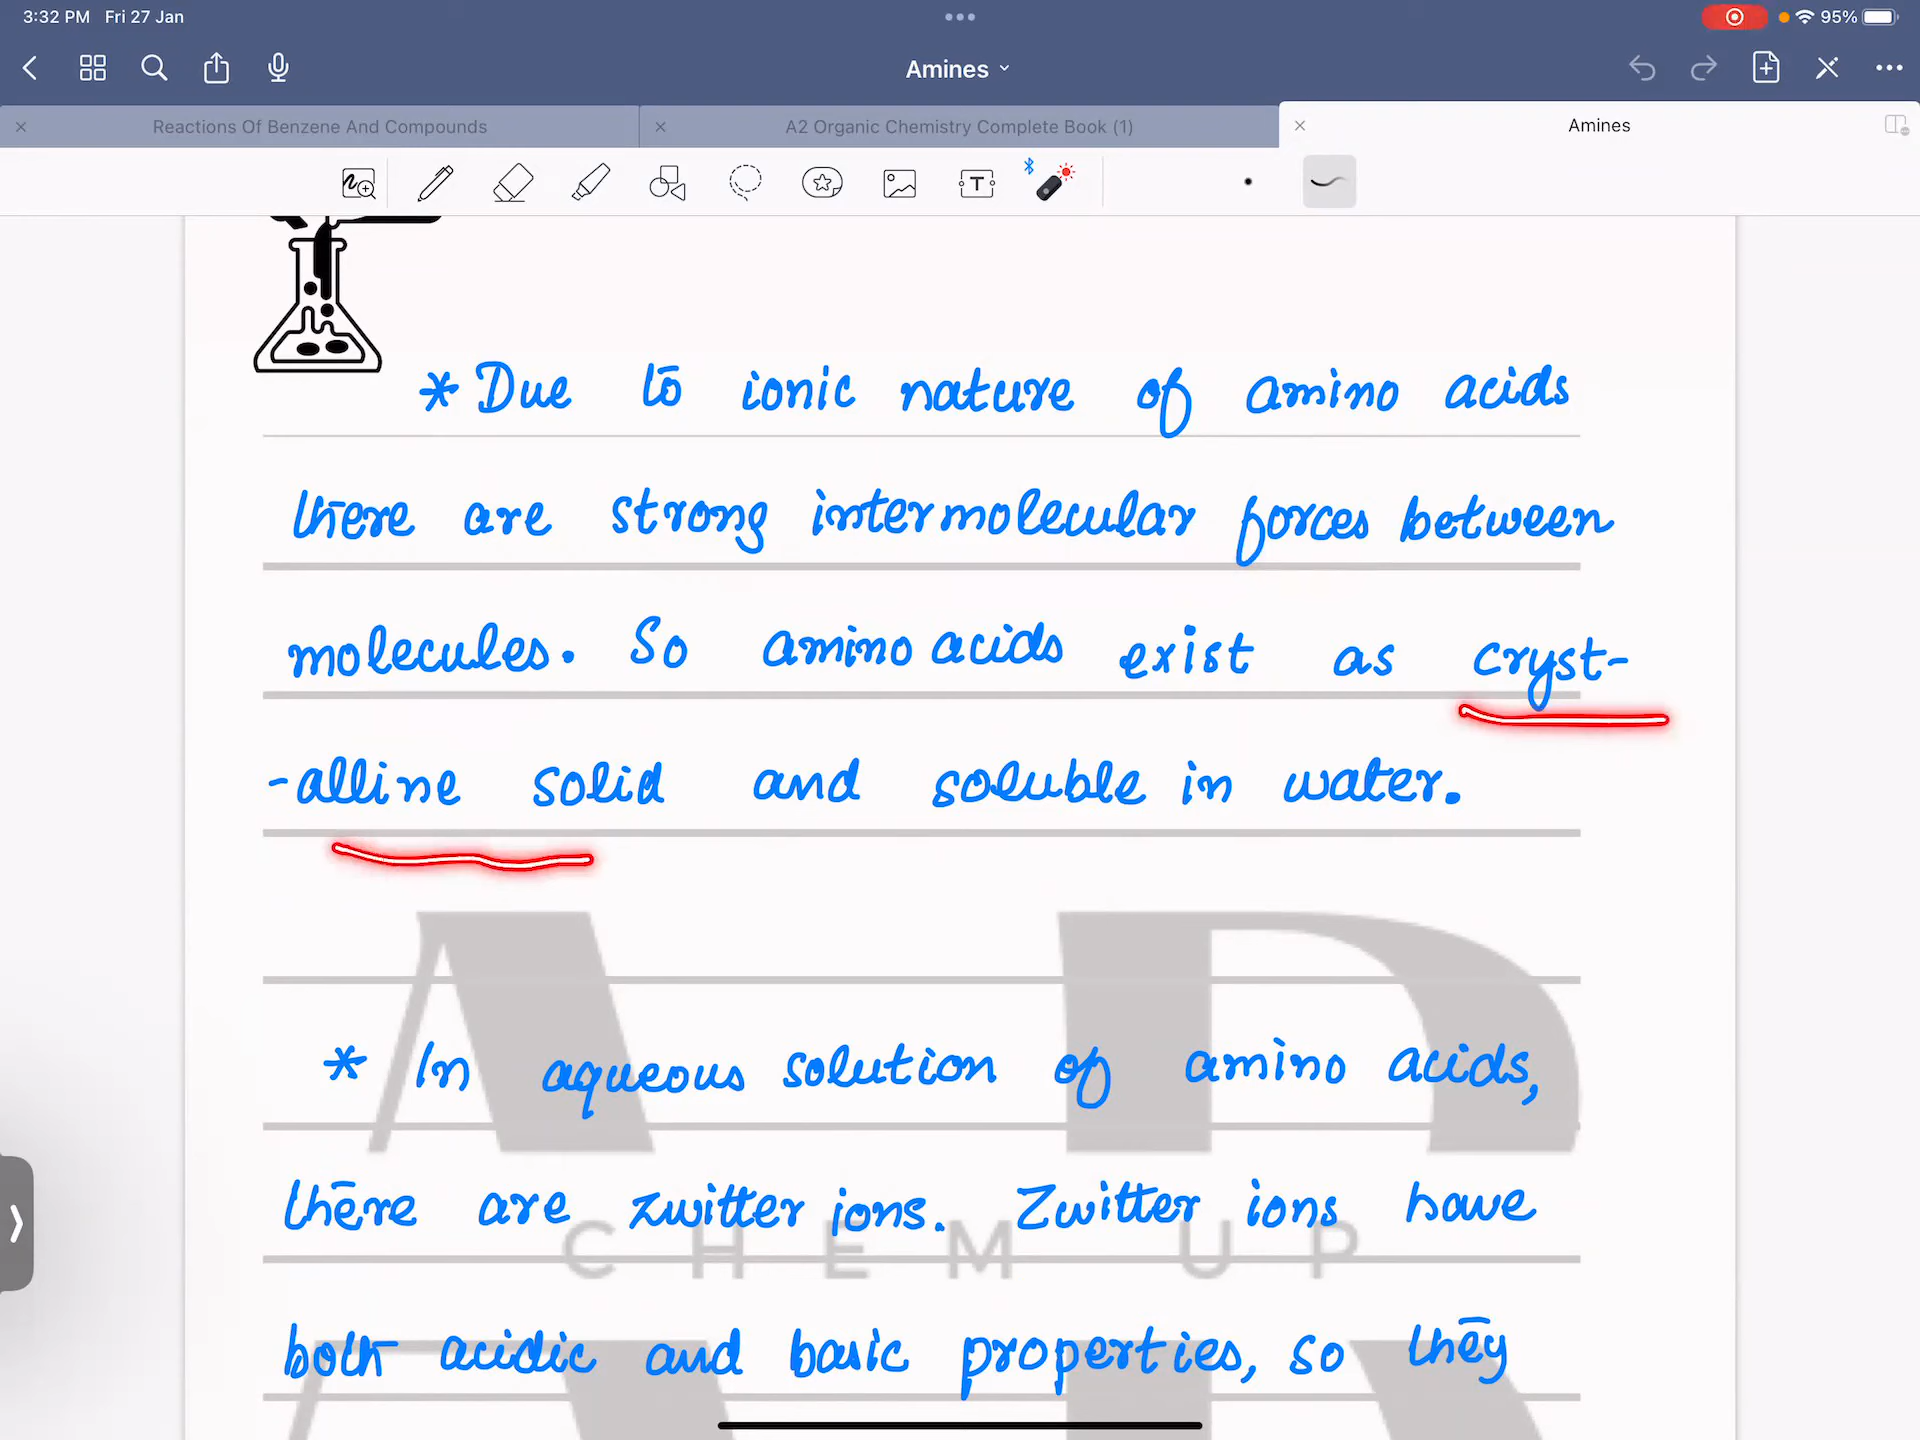 3:32 PM Fri 27 Jan
95%
Amines
Reactions Of Benzene And Compounds
A2 Organic Chemistry Complete Book (1)
Amines
T
* Due to ionic nature of amino acids
there are strong intermolecular forces between
molecules. So amino acids exist as cryst-
-alline solid and soluble in water.
* In aqueous solution of amino acids,
there are zwitter ions. Zwitter ions have
CHEM UP
both acidic and basic properties, so they